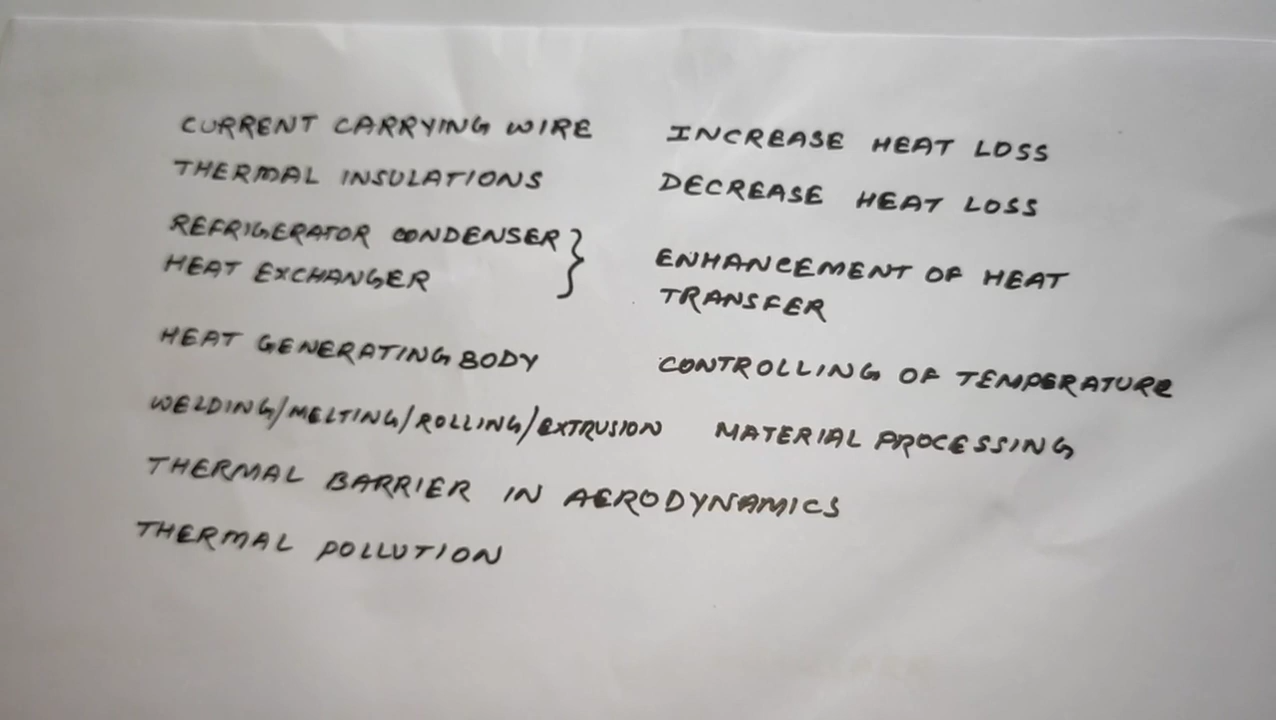 CURRENT CARRYING WIRE INCREASE HEAT LOSS
THERMAL INSULATIONS DECREASE HEAT LOSS
REFRIGERATOR CONDENSER }
HEAT EXCHANGER ENHANCEMENT OF HEAT
TRANSFER
HEAT GENERATING BODY CONTROLLING OF TEMPERATURE
WELDING/MELTING/ROLLING/EXTRUSION MATERIAL PROCESSING
THERMAL BARRIER IN AERODYNAMICS
THERMAL POLLUTION